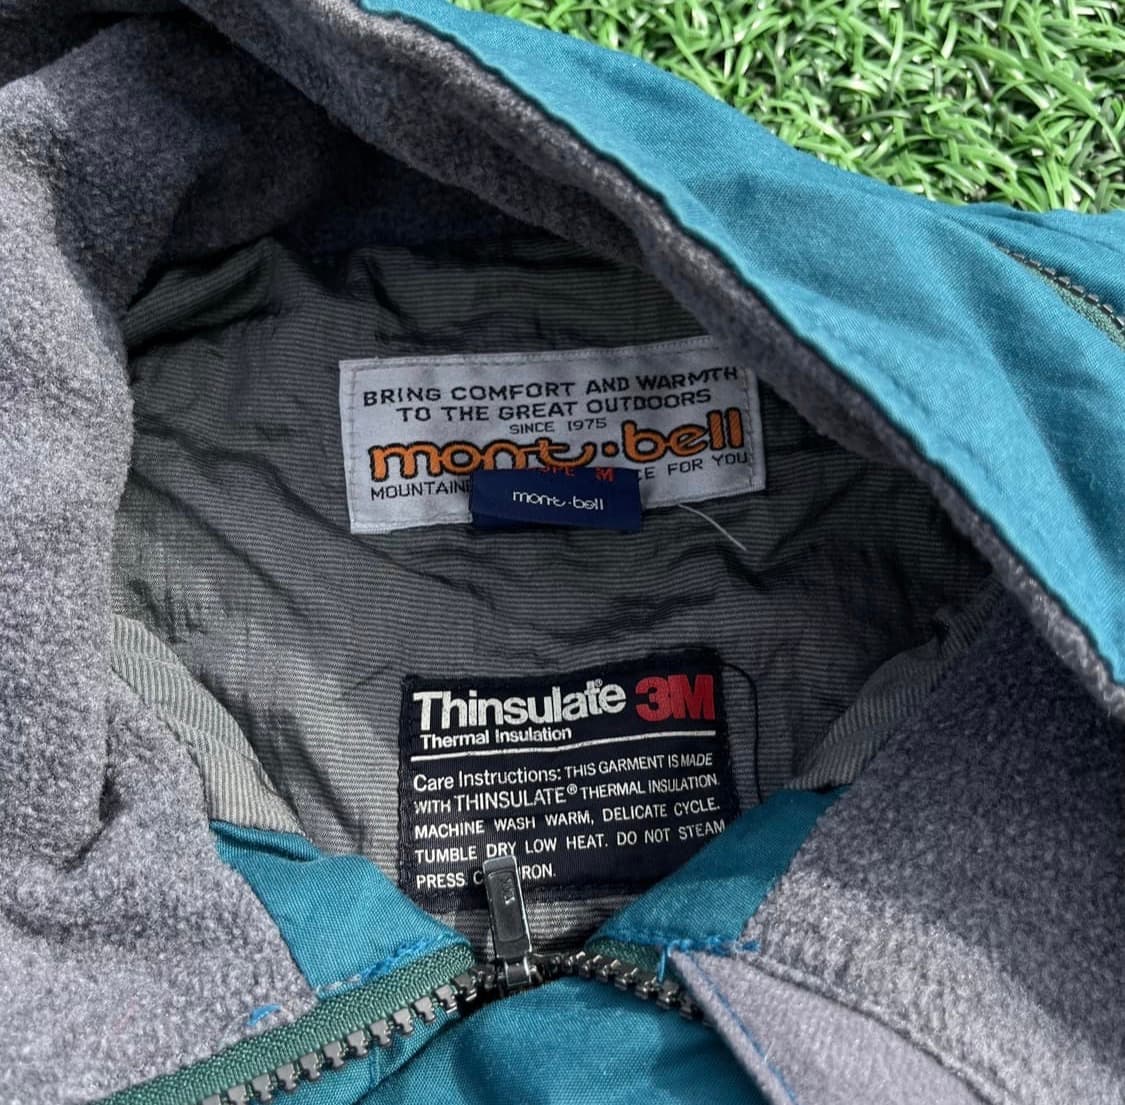 BRING COMFORT AND WARMTH
TO THE GREAT OUTDOORS
SINCE 1975
mont-bell
M
FOR YOU
mont-bell
Thinsulate® 3M
Thermal Insulation
Care Instructions: THIS GARMENT IS MADE
WITH THINSULATE® THERMAL INSULATION.
MACHINE WASH WARM, DELICATE CYCLE.
TUMBLE DRY LOW HEAT. DO NOT STEAM
PRESS IRON.